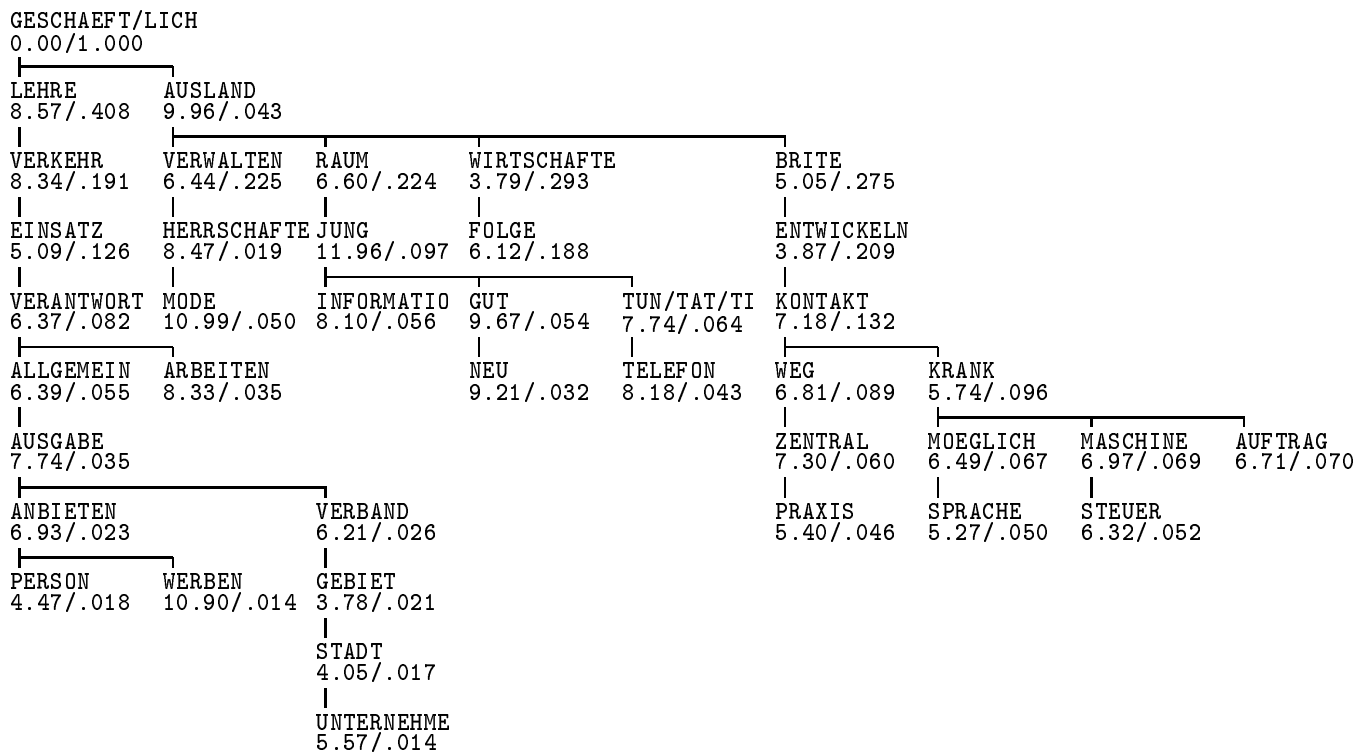 GESCHAEFT/LICH
0.00/1.000
LEHRE AUSLAND
8.57/.408 9.96/.043
VERKEHR VERWALTEN RAUM WIRTSCHAFTE BRITE
8.34/.191 6.44/.225 6.60/.224 3.79/.293 5.05/.275
EINSATZ HERRSCHAFTE JUNG FOLGE ENTWICKELN
5.09/.126 8.47/.019 11.96/.097 6.12/.188 3.87/.209
VERANTWORT MODE INFORMATIO GUT TUN/TAT/TI KONTAKT
6.37/.082 10.99/.050 8.10/.056 9.67/.054 7.74/.064 7.18/.132
ALLGEMEIN ARBEITEN NEU TELEFON WEG KRANK
6.39/.055 8.33/.035 9.21/.032 8.18/.043 6.81/.089 5.74/.096
AUSGABE ZENTRAL MOEGLICH MASCHINE AUFTRAG
7.74/.035 7.30/.060 6.49/.067 6.97/.069 6.71/.070
ANBIETEN VERBAND PRAXIS SPRACHE STEUER
6.93/.023 6.21/.026 5.40/.046 5.27/.050 6.32/.052
PERSON WERBEN GEBIET
4.47/.018 10.90/.014 3.78/.021
STADT
4.05/.017
UNTERNEHME
5.57/.014